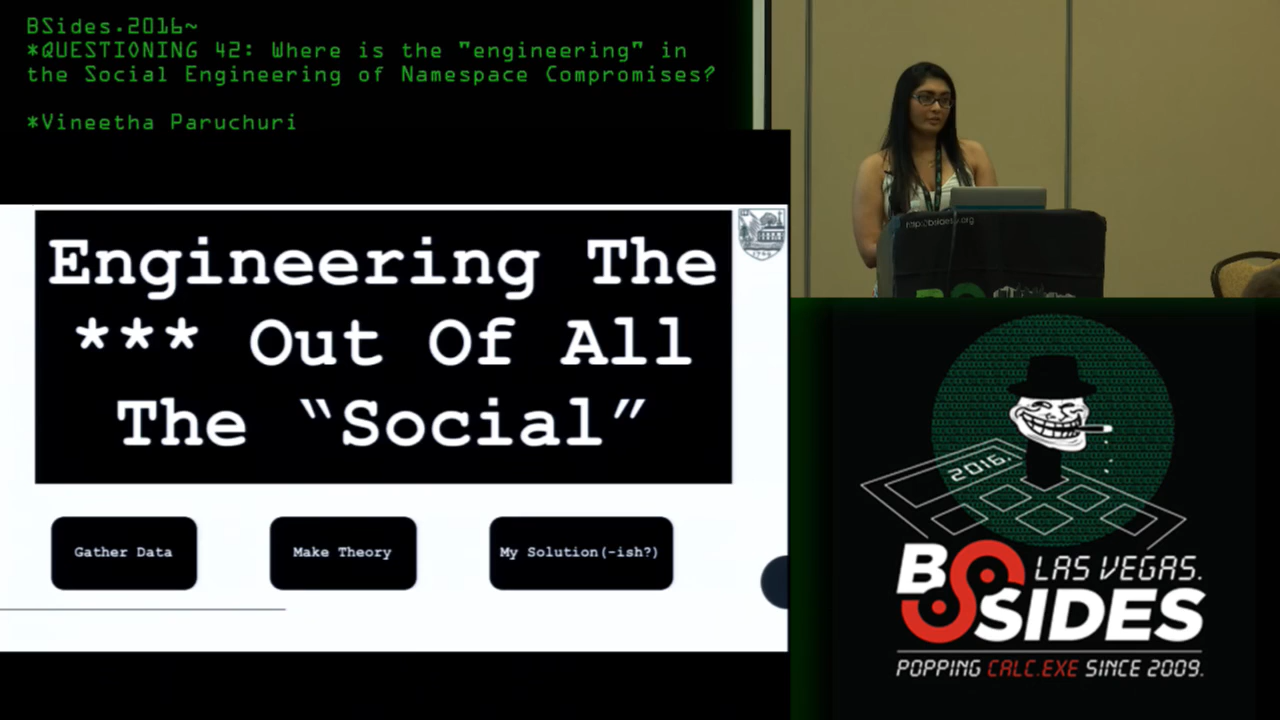 BSides.2016~
*QUESTIONING 42: Where is the "engineering" in
the Social Engineering of Namespace Compromises?
*Vineetha Paruchuri
Engineering The
*** Out Of All
The “Social”
Gather Data
Make Theory
My Solution(-ish?)
2016.
BSIDES
LAS VEGAS.
POPPING CALC.EXE SINCE 2009.